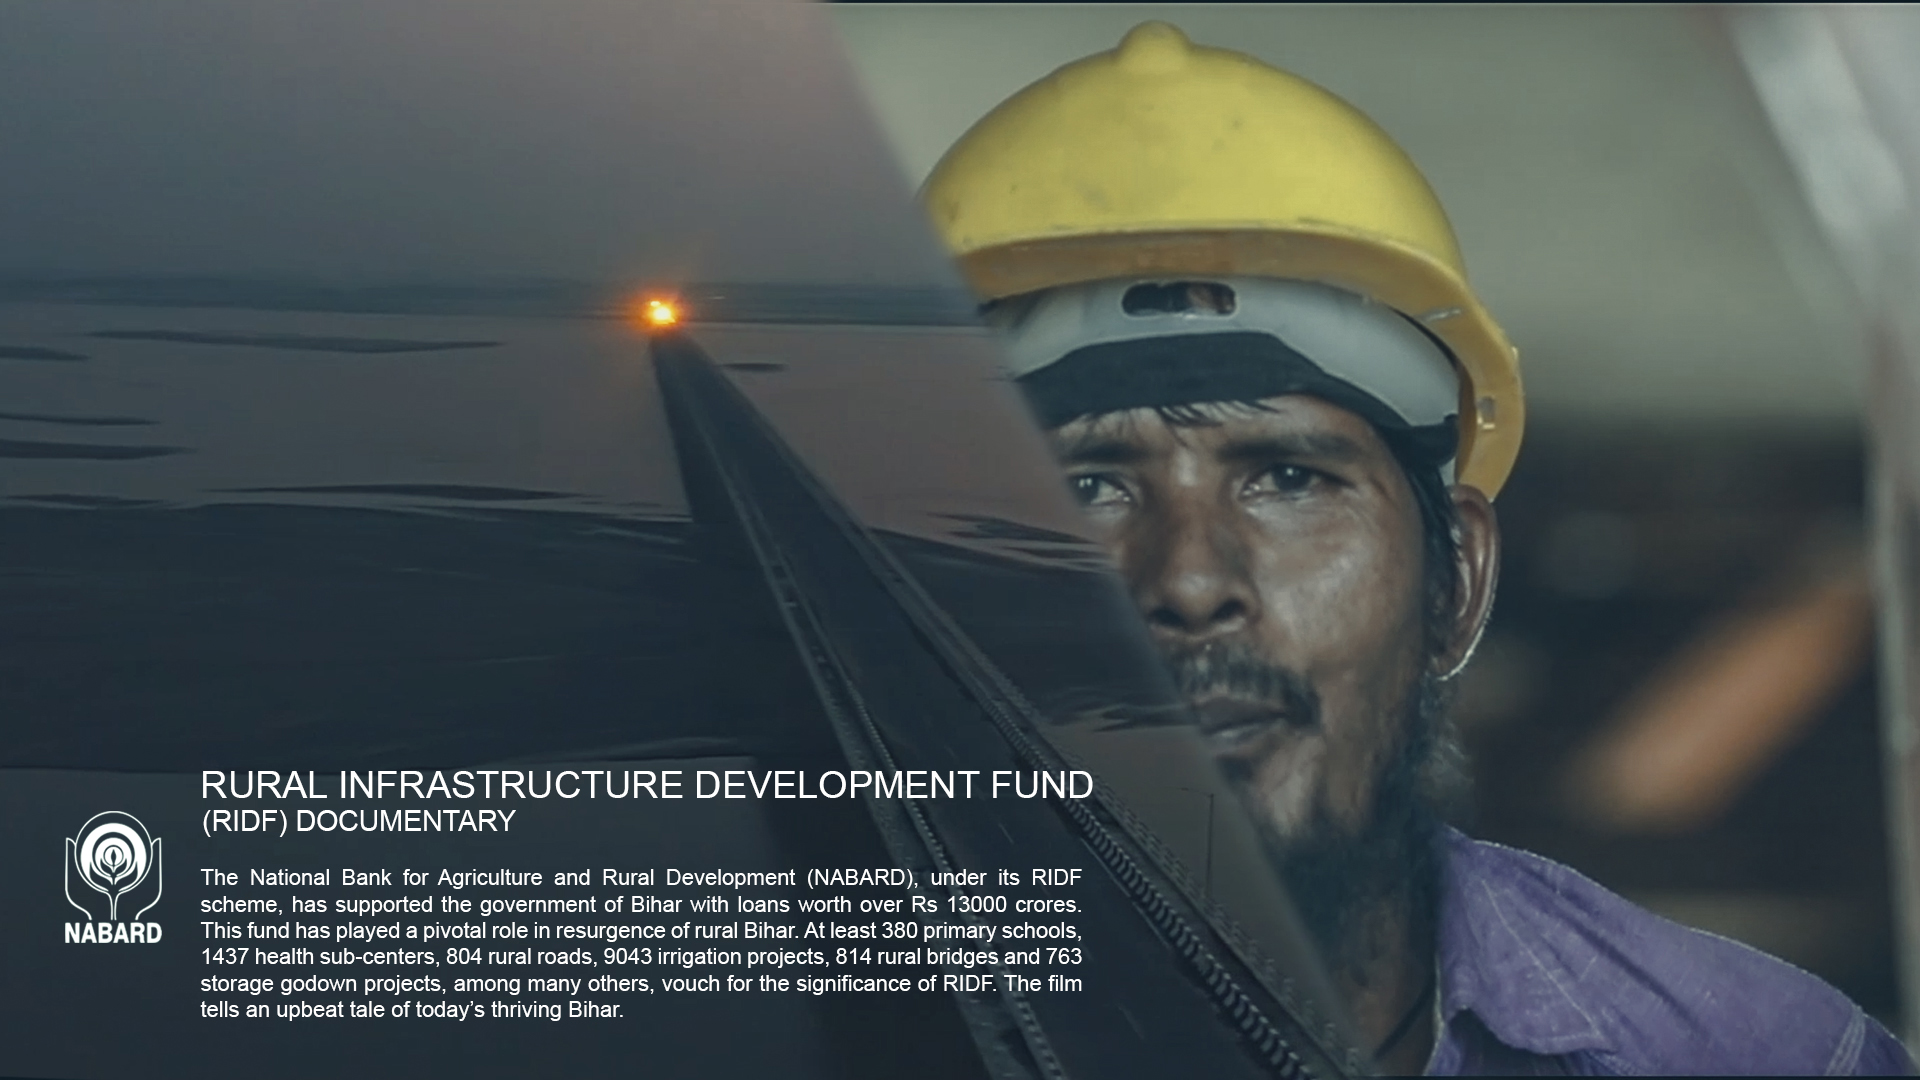 RURAL INFRASTRUCTURE DEVELOPMENT FUND
(RIDF) DOCUMENTARY
The National Bank for Agriculture and Rural Development (NABARD), under its RIDF
scheme, has supported the government of Bihar with loans worth over Rs 13000 crores.
This fund has played a pivotal role in resurgence of rural Bihar. At least 380 primary schools,
1437 health sub-centers, 804 rural roads, 9043 irrigation projects, 814 rural bridges and 763
storage godown projects, among many others, vouch for the significance of RIDF. The film
tells an upbeat tale of today’s thriving Bihar.
NABARD